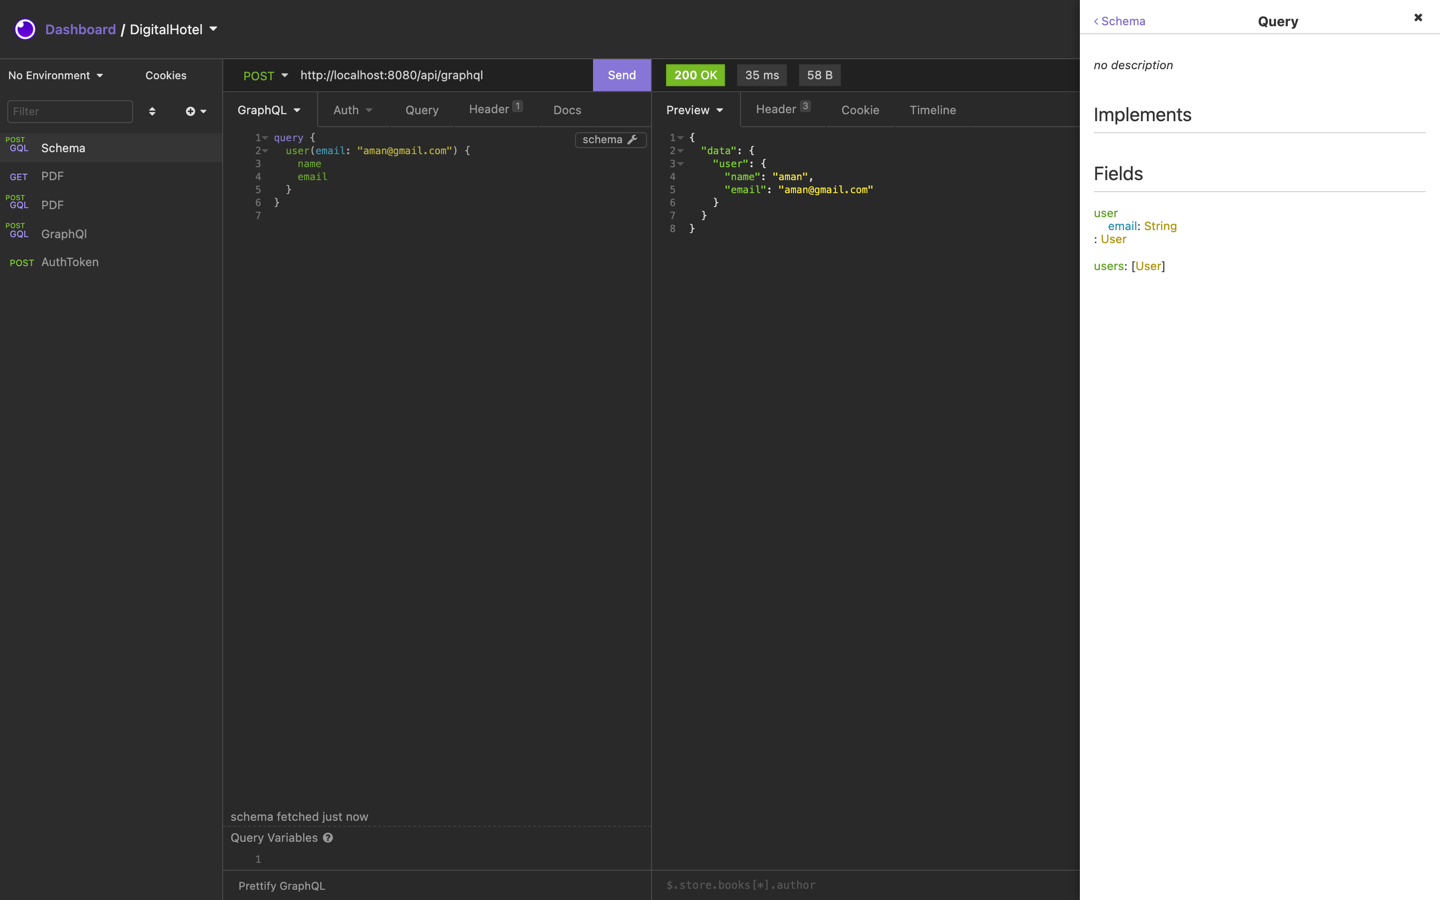 Dashboard / DigitalHotel
No Environment
Cookies
Filter
POST GQL Schema
GET PDF
POST GQL PDF
POST GQL GraphQl
POST AuthToken
POST http://localhost:8080/api/graphql Send
GraphQL Auth Query Header 1 Docs
schema
1 query {
2 user(email: "aman@gmail.com") {
3 name
4 email
5 }
6 }
7
schema fetched just now
Query Variables ?
1
Prettify GraphQL
200 OK 35 ms 58 B
Preview Header 3 Cookie Timeline
1 {
2 "data": {
3 "user": {
4 "name": "aman",
5 "email": "aman@gmail.com"
6 }
7 }
8 }
$.store.books[*].author
‹ Schema Query ×
no description
Implements
Fields
user
email: String
: User
users: [User]